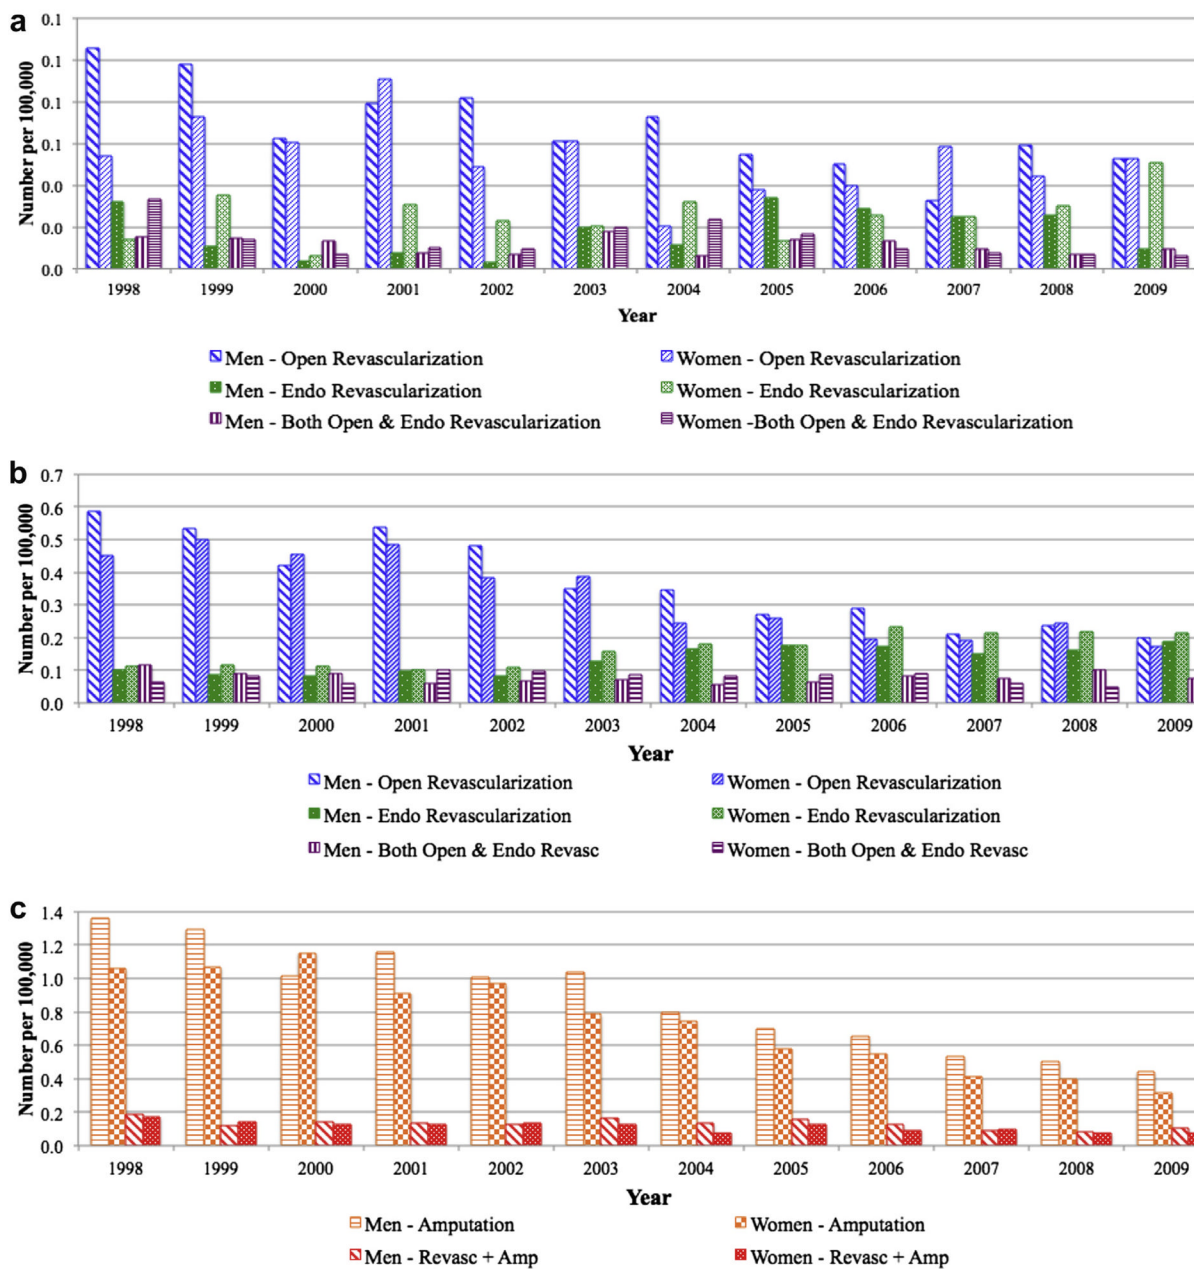 a
0.1
0.1
0.1
0.1
0.0
0.0
0.0
Number per 100,000
1998 1999 2000 2001 2002 2003 2004 2005 2006 2007 2008 2009
Year
Men - Open Revascularization Women - Open Revascularization
Men - Endo Revascularization Women - Endo Revascularization
Men - Both Open & Endo Revascularization Women -Both Open & Endo Revascularization
b
0.7
0.6
0.5
0.4
0.3
0.2
0.1
0.0
Number per 100,000
1998 1999 2000 2001 2002 2003 2004 2005 2006 2007 2008 2009
Year
Men - Open Revascularization Women - Open Revascularization
Men - Endo Revascularization Women - Endo Revascularization
Men - Both Open & Endo Revasc Women - Both Open & Endo Revasc
c
1.4
1.2
1.0
0.8
0.6
0.4
0.2
0.0
Number per 100,000
1998 1999 2000 2001 2002 2003 2004 2005 2006 2007 2008 2009
Year
Men - Amputation Women - Amputation
Men - Revasc + Amp Women - Revasc + Amp